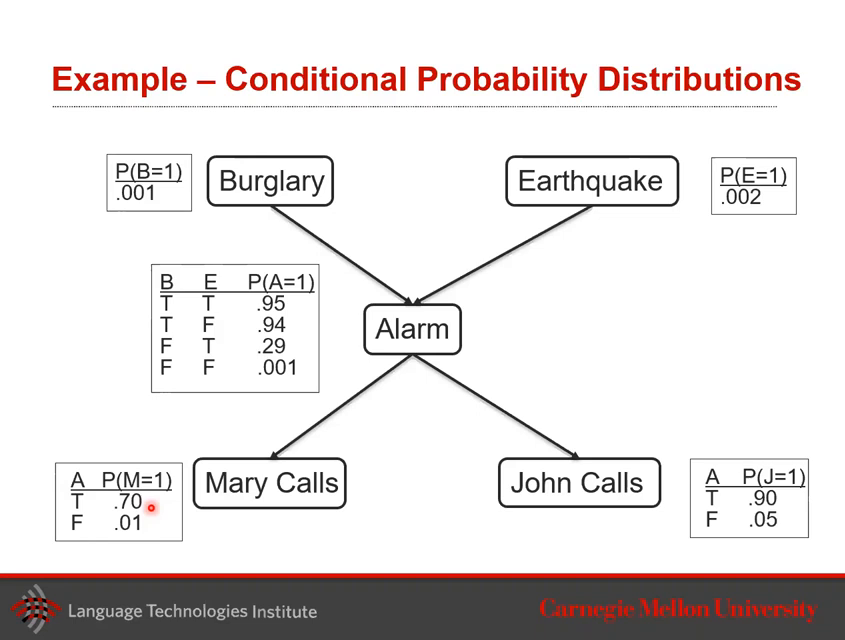 Example – Conditional Probability Distributions
P(B=1)
.001
Burglary
Earthquake
P(E=1)
.002
B E P(A=1)
T T .95
T F .94
F T .29
F F .001
Alarm
A P(M=1)
T .70
F .01
Mary Calls
John Calls
A P(J=1)
T .90
F .05
Language Technologies Institute
Carnegie Mellon University